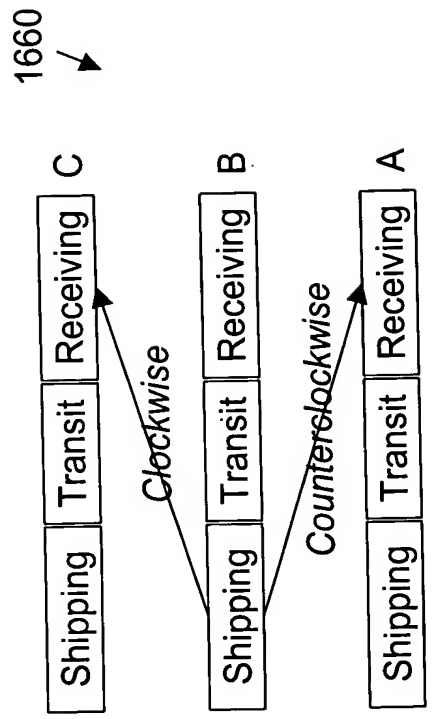 1660
Shipping Transit Receiving C
Clockwise
Shipping Transit Receiving B
Counterclockwise
Shipping Transit Receiving A